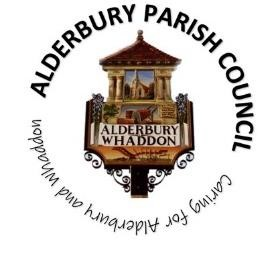 ALDERBURY PARISH COUNCIL
ALDERBURY
WHADDON
Caring for Alderbury and Whaddon